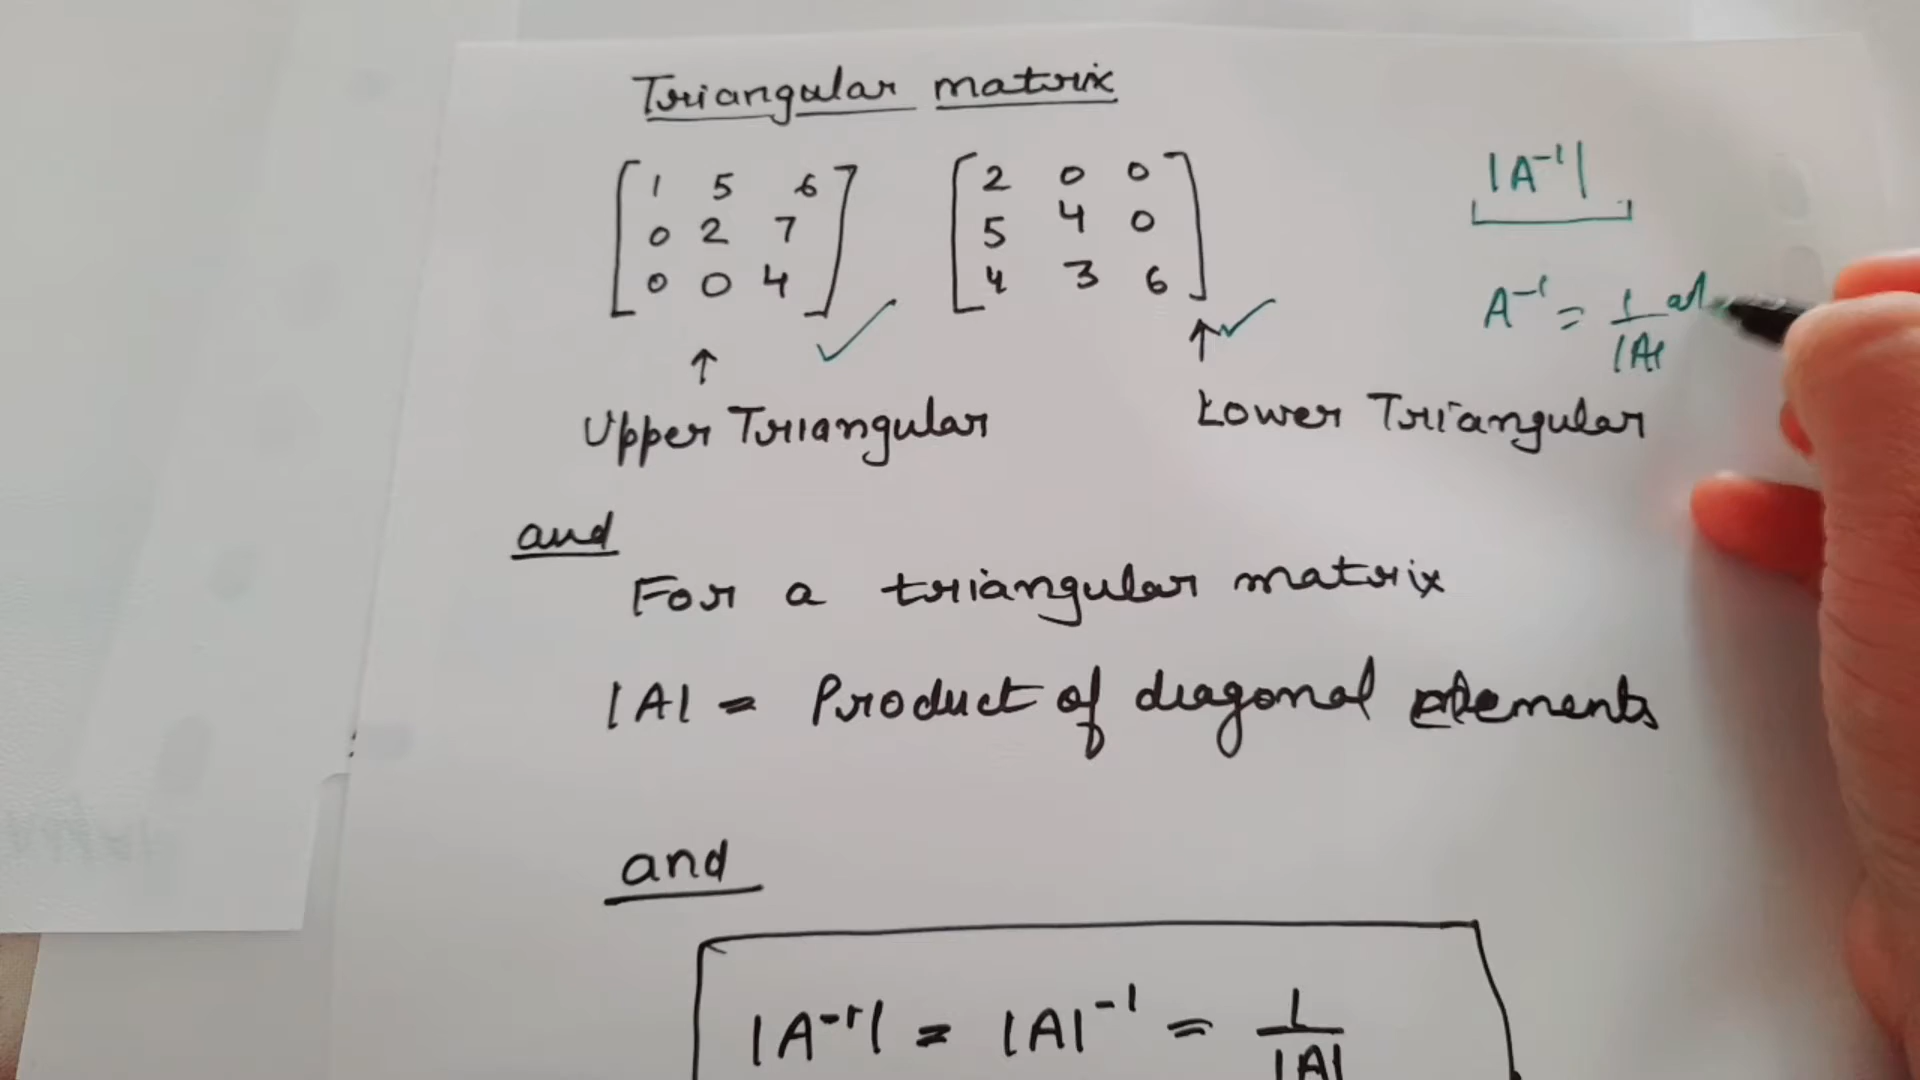 Triangular matrix
1 5 6
0 2 7
0 0 4
2 0 0
5 4 0
4 3 6
|A⁻¹|
A⁻¹ = 1/|A| ad
↑
Upper Triangular
↑
Lower Triangular
and
For a triangular matrix
|A| = Product of diagonal elements
and
|A⁻¹| = |A|⁻¹ = 1/|A|